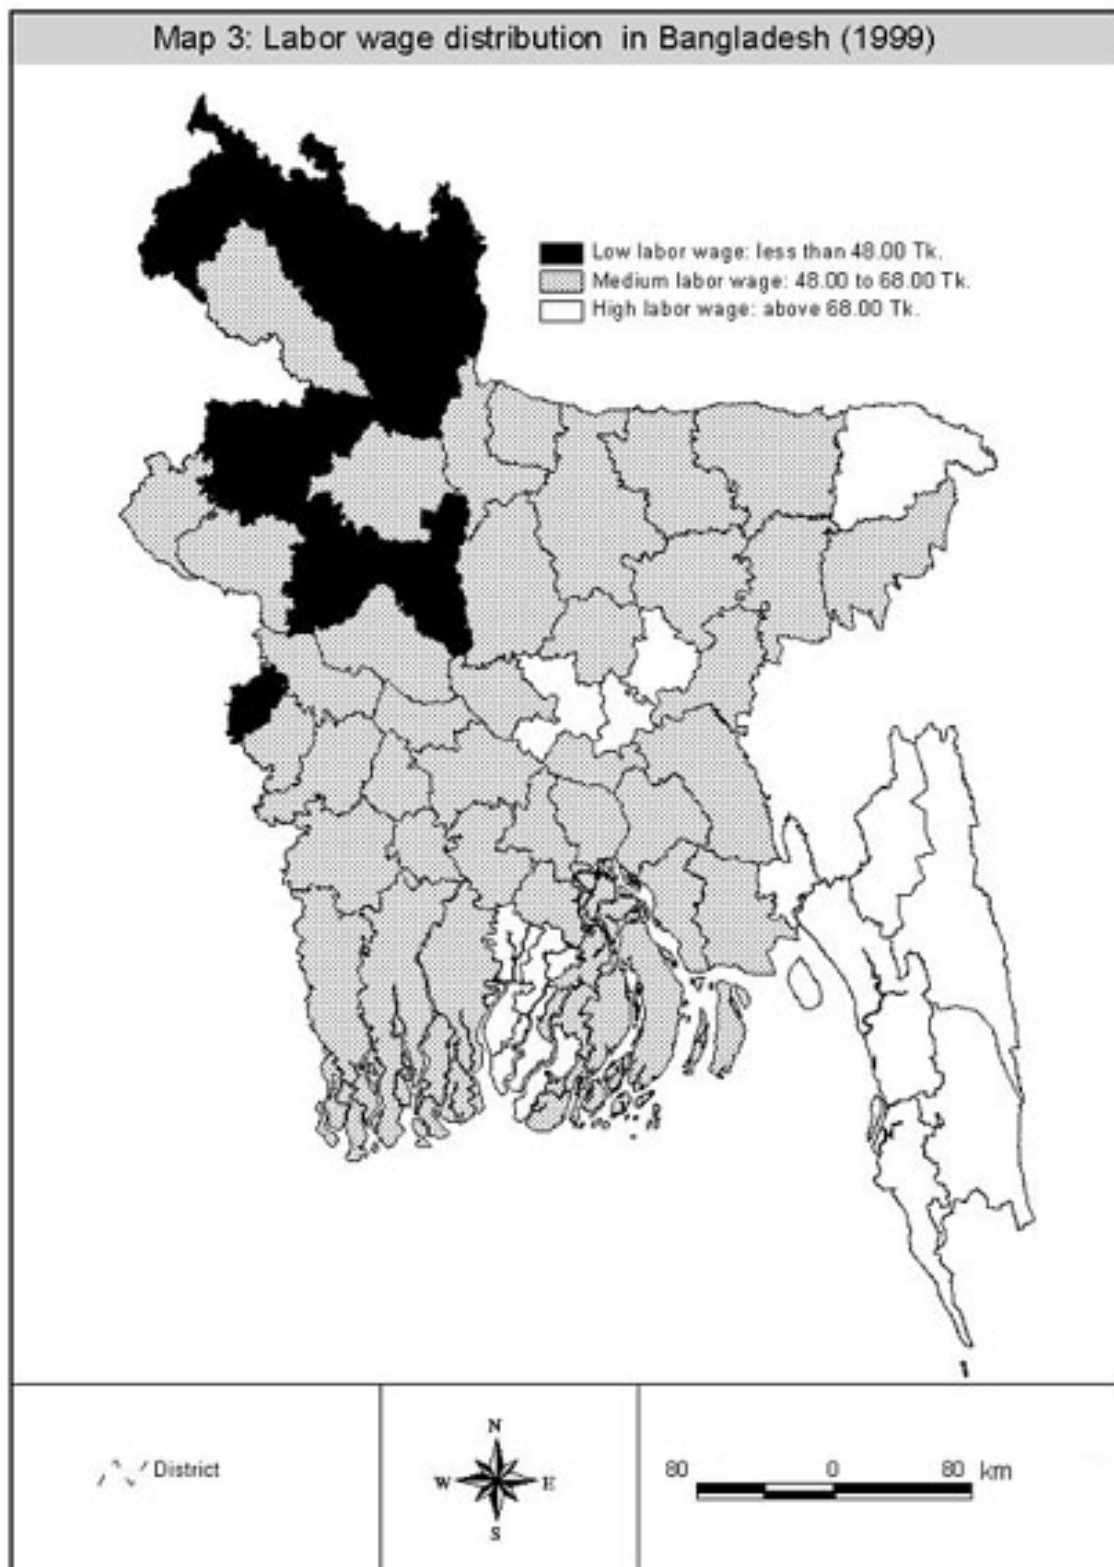 Map 3: Labor wage distribution in Bangladesh (1999)
Low labor wage: less than 48.00 Tk.
Medium labor wage: 48.00 to 68.00 Tk.
High labor wage: above 68.00 Tk.
District
N
W E
S
80 0 80 km